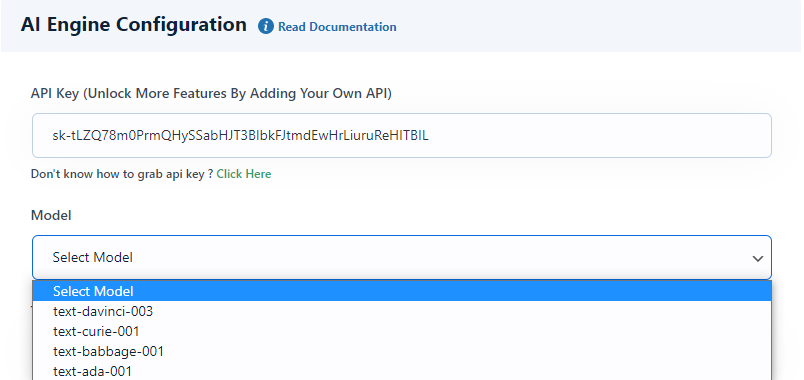 AI Engine Configuration
i Read Documentation
API Key (Unlock More Features By Adding Your Own API)
Don't know how to grab api key ? Click Here
Model
Select Model
Select Model
text-davinci-003
text-curie-001
text-babbage-001
text-ada-001